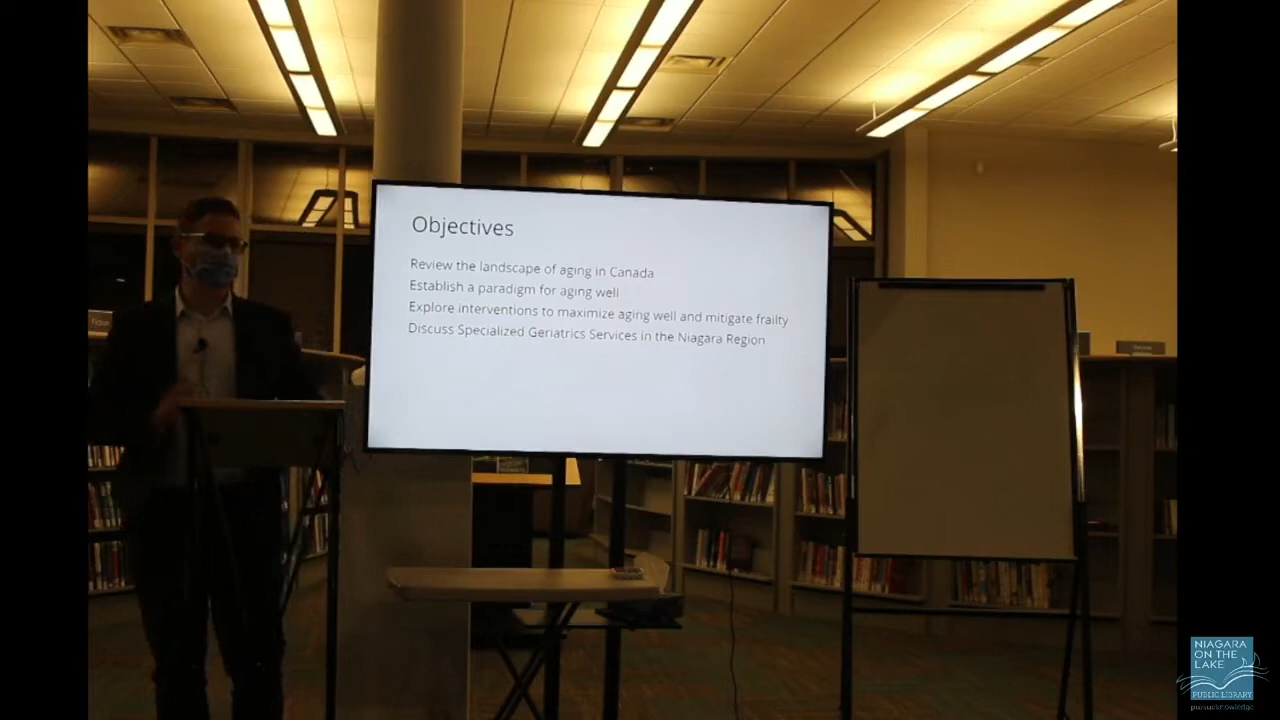 Objectives
Review the landscape of aging in Canada
Establish a paradigm for aging well
Explore interventions to maximize aging well and mitigate frailty
Discuss Specialized Geriatrics Services in the Niagara Region
NIAGARA
ON THE
LAKE
PUBLIC LIBRARY